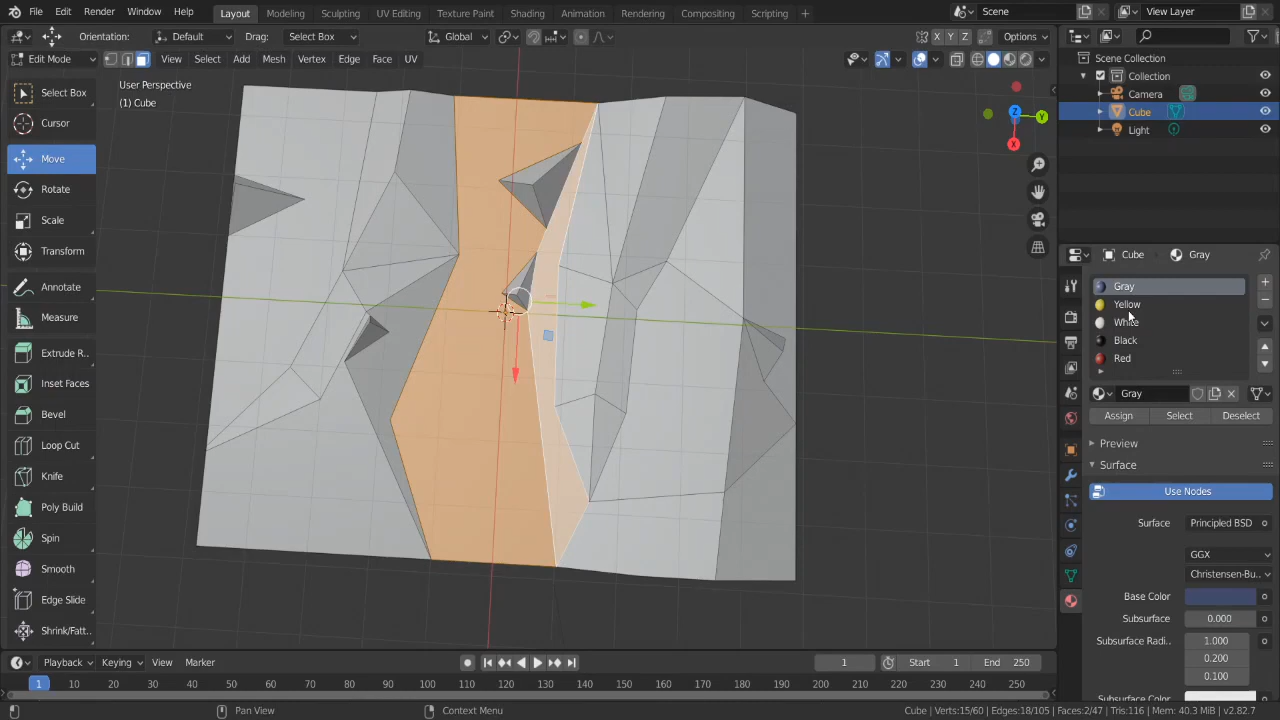 File Edit Render Window Help Layout Modeling Sculpting UV Editing Texture Paint Shading Animation Rendering Compositing Scripting + Scene View Layer
Orientation: Default Drag: Select Box Global X Y Z Options
Edit Mode View Select Add Mesh Vertex Edge Face UV
User Perspective
(1) Cube
Select Box
Cursor
Move
Rotate
Scale
Transform
Annotate
Measure
Extrude R..
Inset Faces
Bevel
Loop Cut
Knife
Poly Build
Spin
Smooth
Edge Slide
Shrink/Fatt..
Z
Y
X
Scene Collection
Collection
Camera
Cube
Light
Cube Gray
Gray
Yellow
White
Black
Red
Gray
Assign Select Deselect
Preview
Surface
Use Nodes
Surface Principled BSD
GGX
Christensen-Bu..
Base Color
Subsurface 0.000
Subsurface Radi.. 1.000
0.200
0.100
Subsurface Color
Playback Keying View Marker 1 Start 1 End 250
1 10 20 30 40 50 60 70 80 90 100 110 120 130 140 150 160 170 180 190 200 210 220 230 240 250
Pan View Context Menu Cube | Verts:15/60 | Edges:18/105 | Faces:2/47 | Tris:116 | Mem: 40.3 MiB | v2.82.7